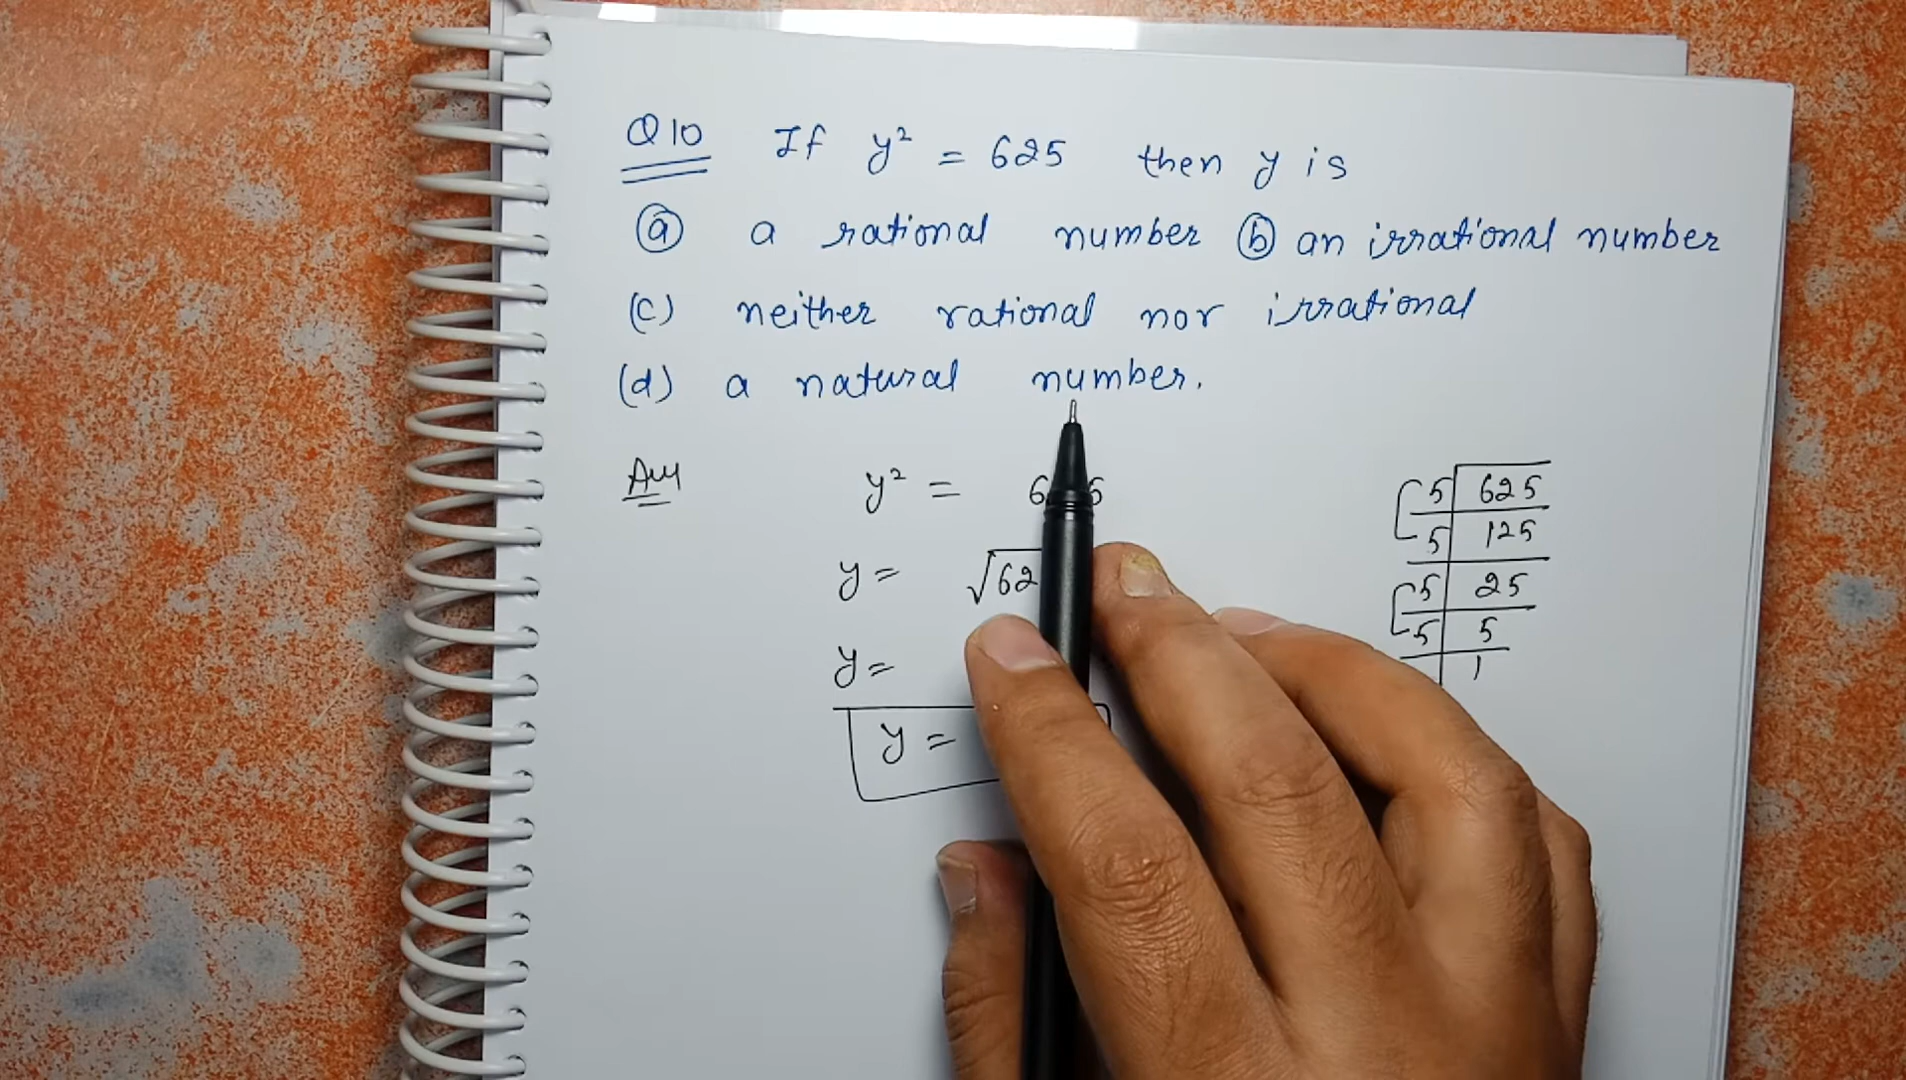 Q10 If y² = 625 then y is
(a) a rational number (b) an irrational number
(c) neither rational nor irrational
(d) a natural number.
Ans y² =
y = √62
y =
y =
5 625
5 125
5 25
5 5
1